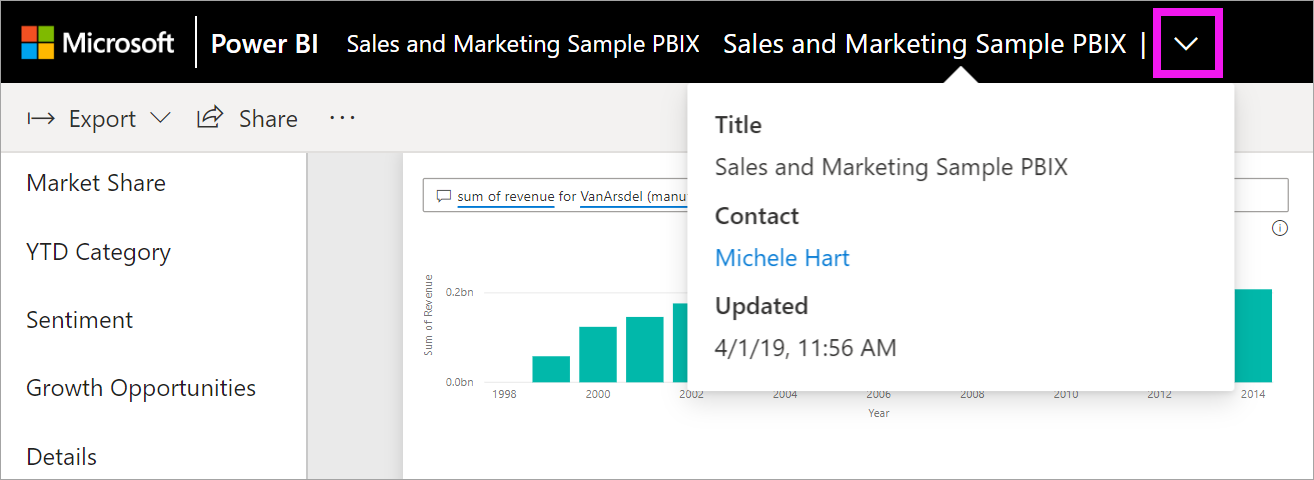 Microsoft Power BI Sales and Marketing Sample PBIX Sales and Marketing Sample PBIX |
Export Share ···
Market Share
YTD Category
Sentiment
Growth Opportunities
Details
sum of revenue for VanArsdel (manu
Title
Sales and Marketing Sample PBIX
Contact
Michele Hart
Updated
4/1/19, 11:56 AM
Sum of Revenue
0.2bn
0.0bn
1998 2000 2002 2004 2006 2008 2010 2012 2014
Year